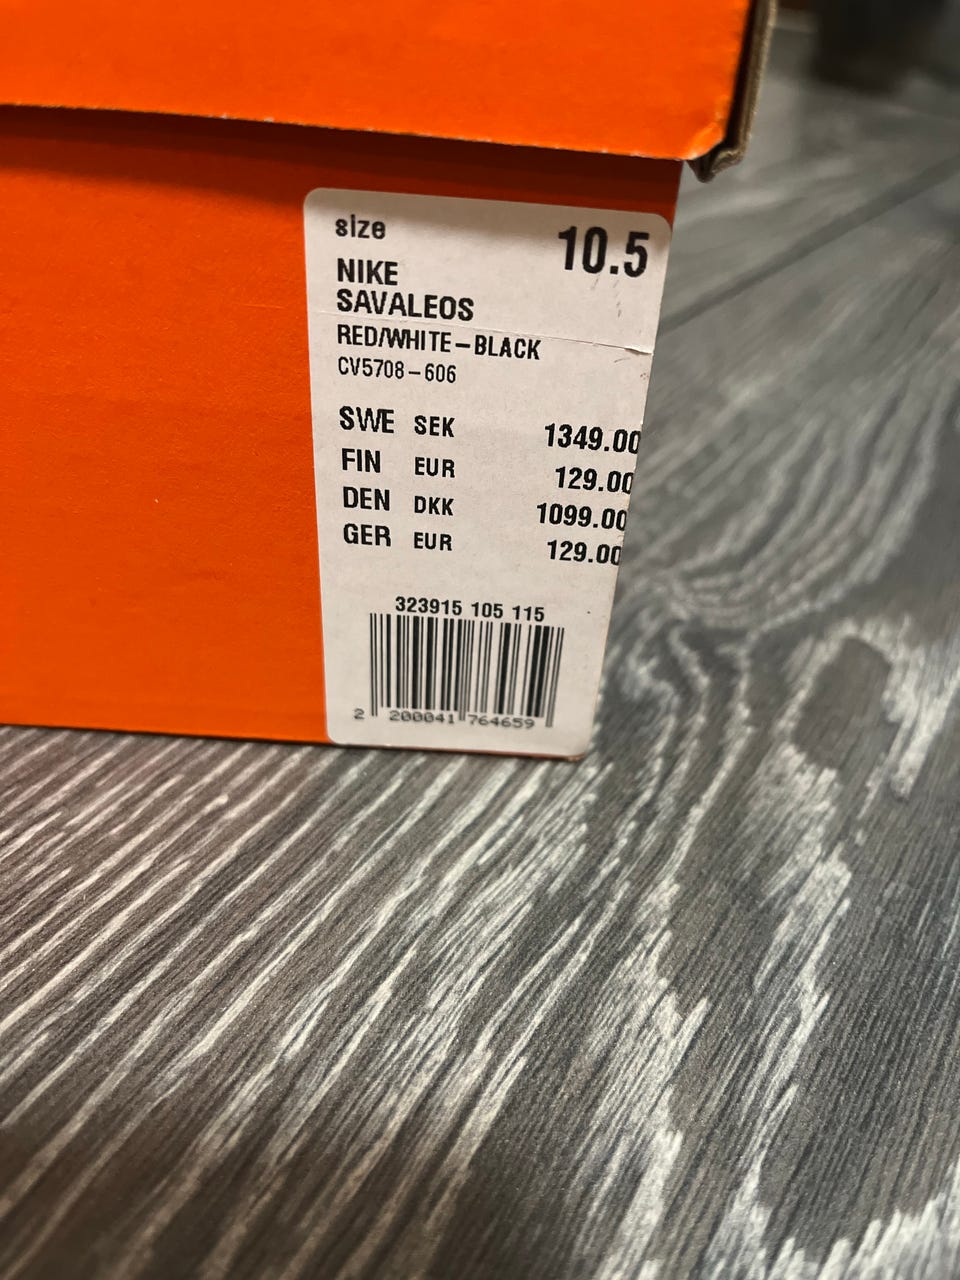 size 10.5
NIKE
SAVALEOS
RED/WHITE-BLACK
CV5708-606
SWE SEK 1349.00
FIN EUR 129.00
DEN DKK 1099.00
GER EUR 129.00
323915 105 115
2 200041 764659